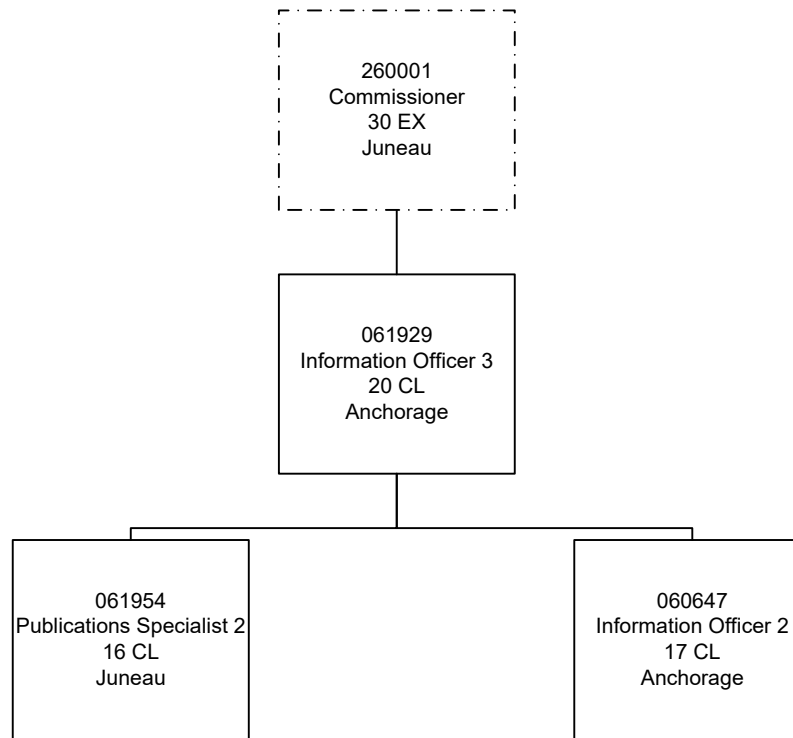 260001
Commissioner
30 EX
Juneau
061929
Information Officer 3
20 CL
Anchorage
061954
Publications Specialist 2
16 CL
Juneau
060647
Information Officer 2
17 CL
Anchorage